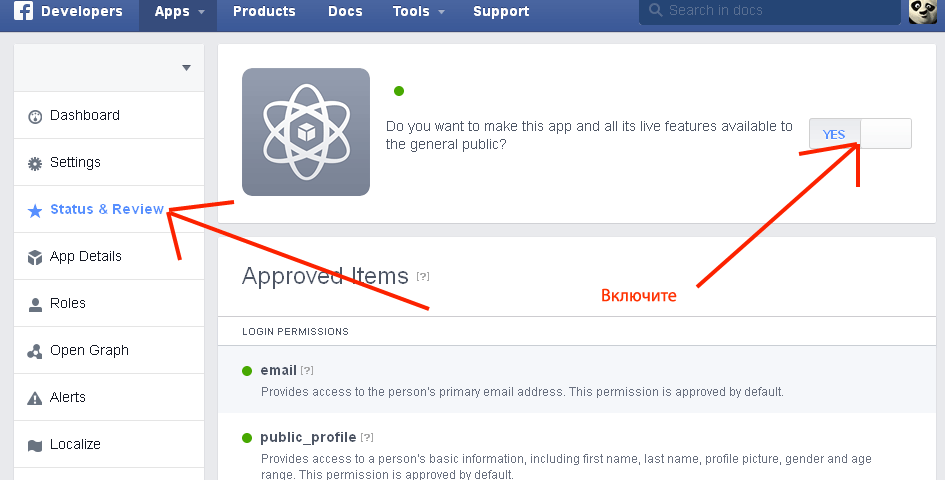 Developers Apps Products Docs Tools Support Search in docs
Dashboard
Settings
Status & Review
App Details
Roles
Open Graph
Alerts
Localize
Do you want to make this app and all its live features available to
the general public?
YES
Включите
Approved Items [?]
LOGIN PERMISSIONS
email [?]
Provides access to the person's primary email address. This permission is approved by default.
public_profile [?]
Provides access to a person's basic information, including first name, last name, profile picture, gender and age
range. This permission is approved by default.